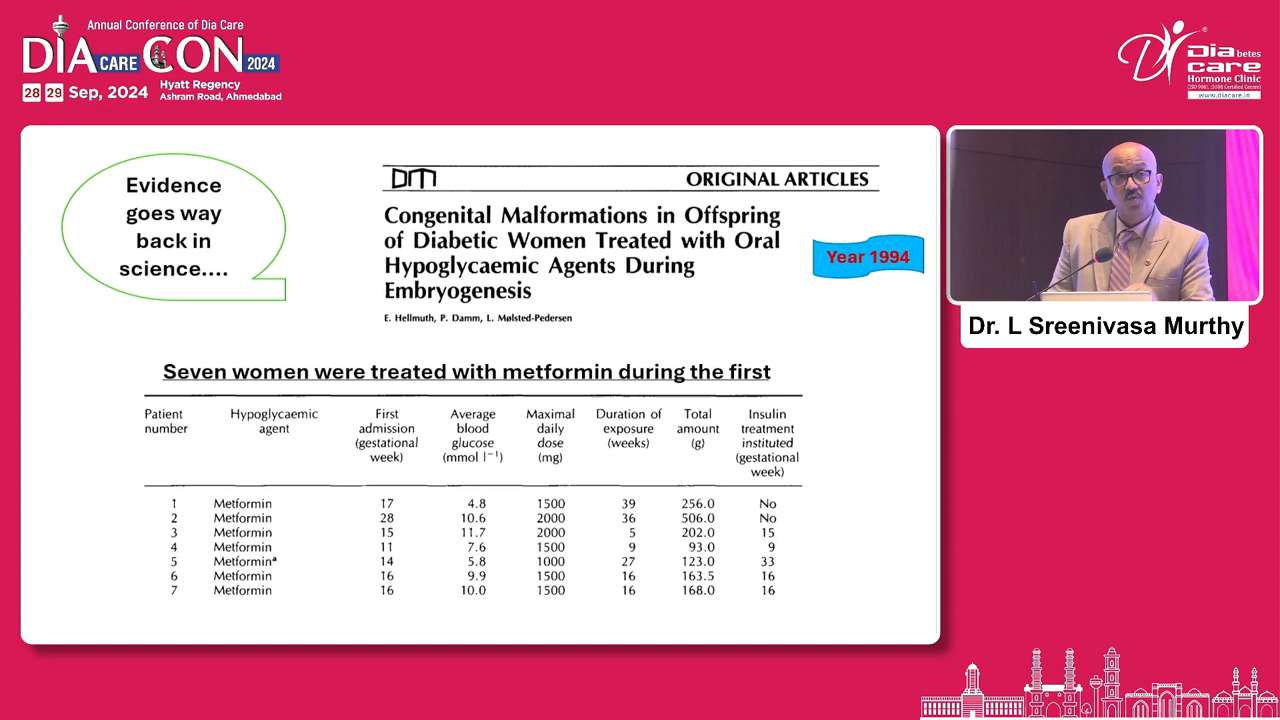 Annual Conference of Dia Care
DIA CARE CON 2024
28 29 Sep, 2024
Hyatt Regency
Ashram Road, Ahmedabad
Diabetes
care
Hormone Clinic
(ISO 9001:2008 Certified Centre)
www.diacare.in
Evidence
goes way
back in
science....
DM
ORIGINAL ARTICLES
Congenital Malformations in Offspring
of Diabetic Women Treated with Oral
Hypoglycaemic Agents During
Embryogenesis
E. Hellmuth, P. Damm, L. Mølsted-Pedersen
Year 1994
Dr. L Sreenivasa Murthy
Seven women were treated with metformin during the first
Patient number Hypoglycaemic agent First admission (gestational week) Average blood glucose (mmol l⁻¹) Maximal daily dose (mg) Duration of exposure (weeks) Total amount (g) Insulin treatment instituted (gestational week)
1 Metformin 17 4.8 1500 39 256.0 No
2 Metformin 28 10.6 2000 36 506.0 No
3 Metformin 15 11.7 2000 5 202.0 15
4 Metformin 11 7.6 1500 9 93.0 9
5 Metforminᵃ 14 5.8 1000 27 123.0 33
6 Metformin 16 9.9 1500 16 163.5 16
7 Metformin 16 10.0 1500 16 168.0 16